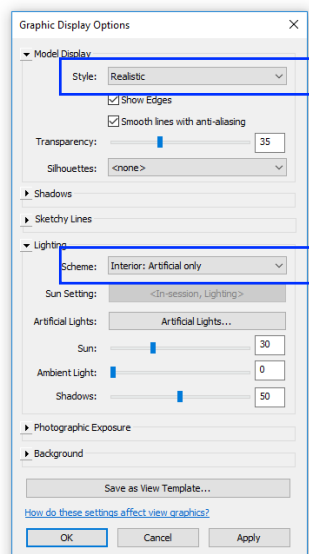 Graphic Display Options
Model Display
Style: Realistic
Show Edges
Smooth lines with anti-aliasing
Transparency: 35
Silhouettes: <none>
Shadows
Sketchy Lines
Lighting
Scheme: Interior: Artificial only
Sun Setting: <In-session, Lighting>
Artificial Lights: Artificial Lights...
Sun: 30
Ambient Light: 0
Shadows: 50
Photographic Exposure
Background
Save as View Template...
How do these settings affect view graphics?
OK Cancel Apply